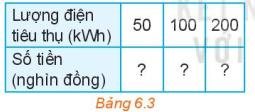 Lượng điện tiêu thụ (kWh) 50 100 200
Số tiền (nghìn đồng) ? ? ?
Bảng 6.3